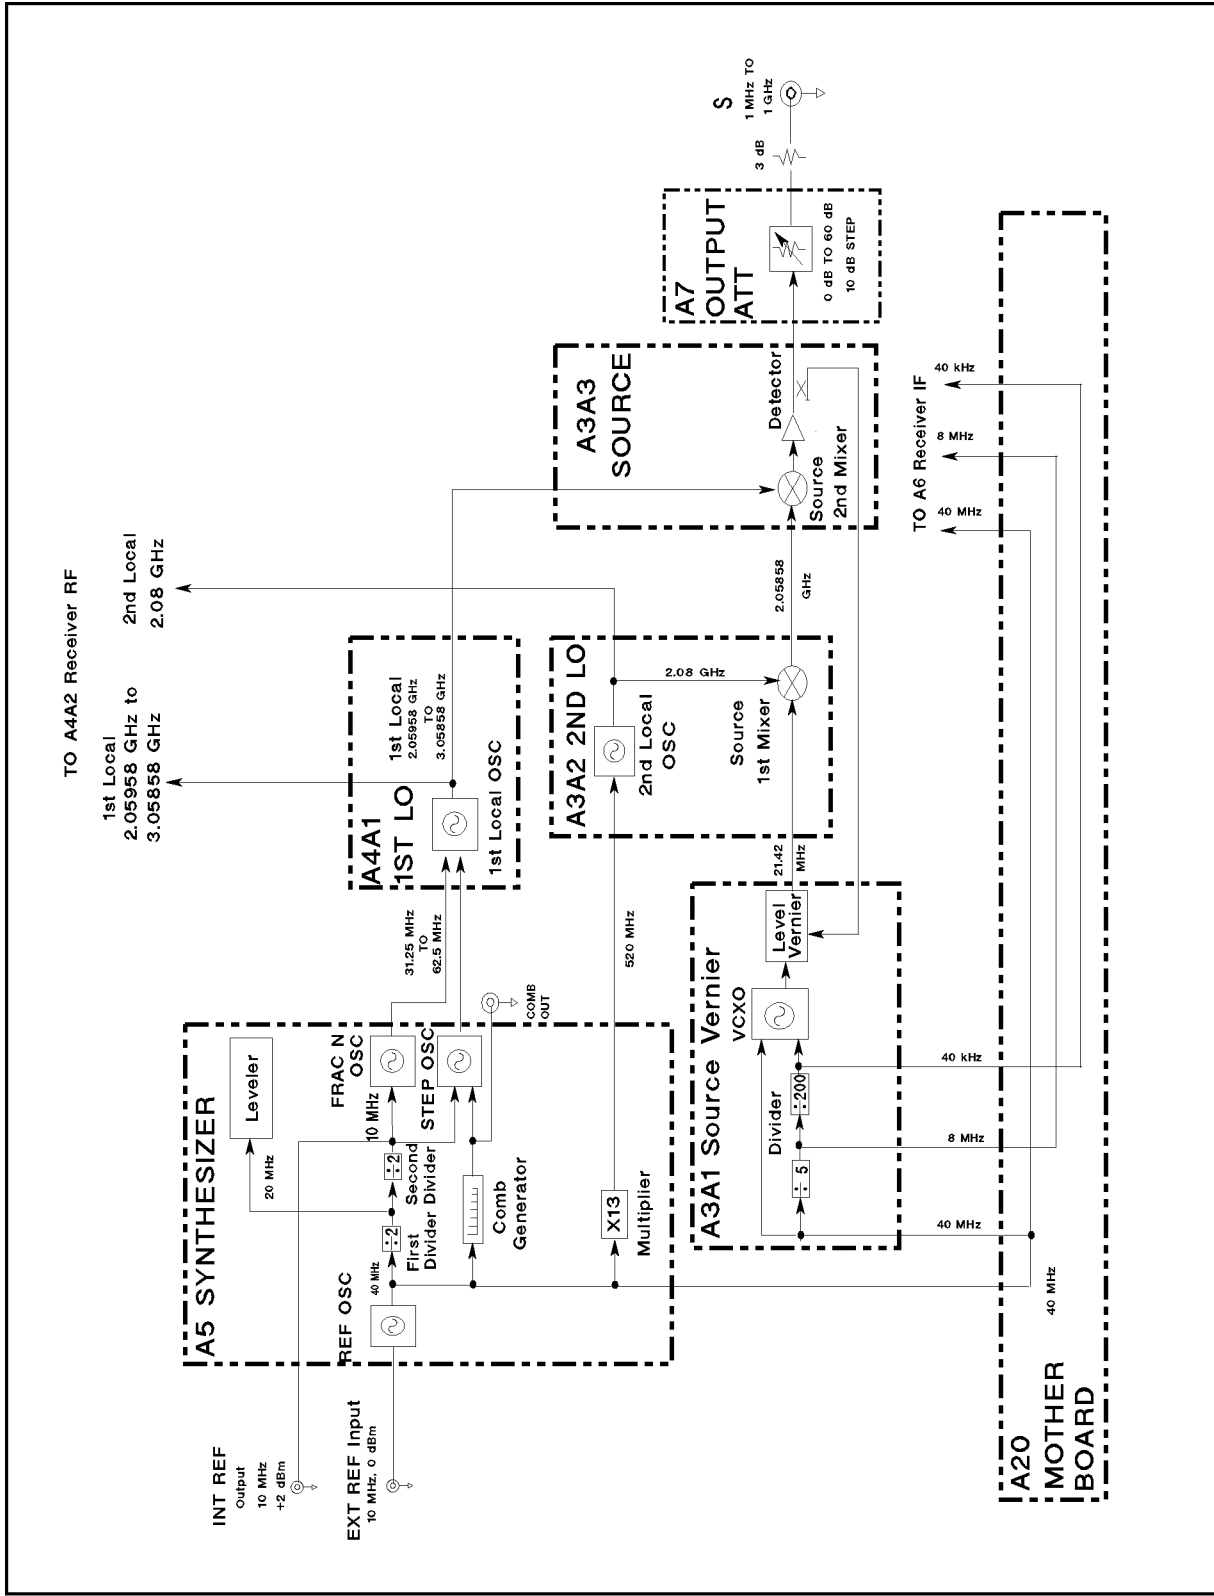 INT REF
Output
10 MHz
+2 dBm
EXT REF Input
10 MHz, 0 dBm
A5 SYNTHESIZER
REF OSC
40 MHz
÷2
First
Divider
20 MHz
Leveler
÷2
Second
Divider
10 MHz
FRAC N
OSC
STEP OSC
Comb
Generator
X13
Multiplier
COMB
OUT
31.25 MHz
TO
62.5 MHz
520 MHz
TO A4A2 Receiver RF
1st Local
2.05958 GHz to
3.05858 GHz
2nd Local
2.08 GHz
A4A1
1ST LO
1st Local OSC
1st Local
2.05958 GHz
TO
3.05858 GHz
A3A2 2ND LO
2nd Local
OSC
2.08 GHz
Source
1st Mixer
21.42
MHz
2.05858
GHz
A3A1 Source Vernier
Divider
÷ 5
÷200
VCXO
Level
Vernier
40 MHz
8 MHz
40 kHz
A3A3
SOURCE
Source
2nd Mixer
Detector
A7
OUTPUT
ATT
0 dB TO 60 dB
10 dB STEP
3 dB
S
1 MHz TO
1 GHz
TO A6 Receiver IF
40 MHz
8 MHz
40 kHz
A20
MOTHER
BOARD
40 MHz